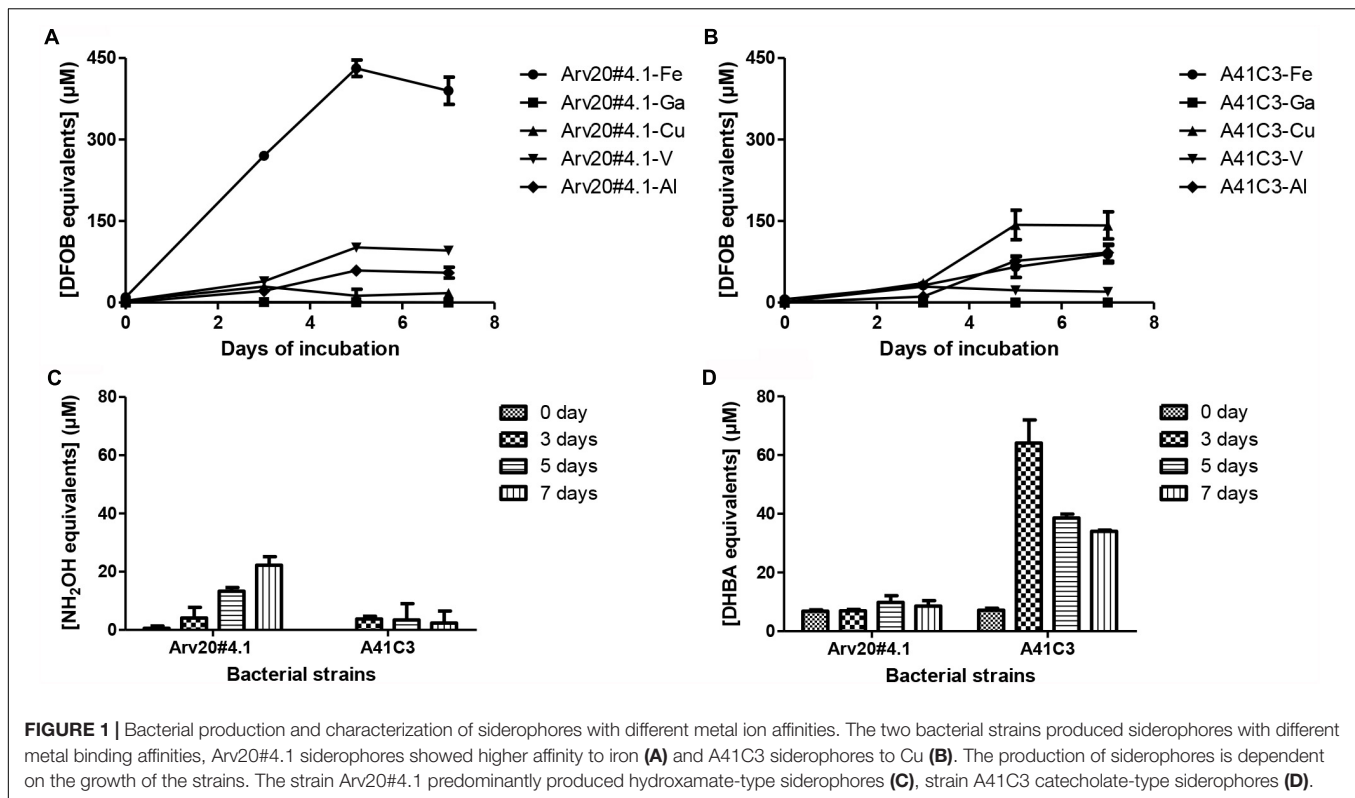 A
[DFOB equivalents] (µM)
450
300
150
0
0 2 4 6 8
Days of incubation
Arv20#4.1-Fe
Arv20#4.1-Ga
Arv20#4.1-Cu
Arv20#4.1-V
Arv20#4.1-Al
B
[DFOB equivalents] (µM)
450
300
150
0
0 2 4 6 8
Days of incubation
A41C3-Fe
A41C3-Ga
A41C3-Cu
A41C3-V
A41C3-Al
C
[NH₂OH equivalents] (µM)
80
60
40
20
0
Arv20#4.1 A41C3
Bacterial strains
0 day
3 days
5 days
7 days
D
[DHBA equivalents] (µM)
80
60
40
20
0
Arv20#4.1 A41C3
Bacterial strains
0 day
3 days
5 days
7 days
FIGURE 1 | Bacterial production and characterization of siderophores with different metal ion affinities. The two bacterial strains produced siderophores with different
metal binding affinities, Arv20#4.1 siderophores showed higher affinity to iron (A) and A41C3 siderophores to Cu (B). The production of siderophores is dependent
on the growth of the strains. The strain Arv20#4.1 predominantly produced hydroxamate-type siderophores (C), strain A41C3 catecholate-type siderophores (D).